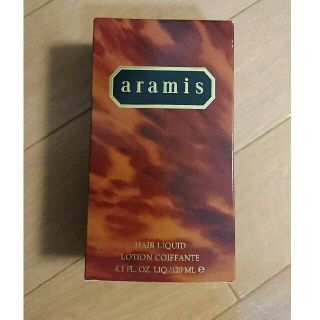 aramis
HAIR LIQUID
LOTION COIFFANTE
4.1 FL. OZ. LIQ./120 ML ℮